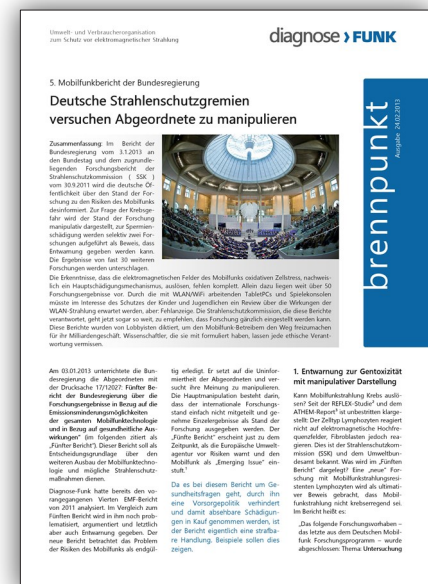 Umwelt- und Verbraucherorganisation
zum Schutz vor elektromagnetischer Strahlung
diagnose FUNK
5. Mobilfunkbericht der Bundesregierung
Deutsche Strahlenschutzgremien
versuchen Abgeordnete zu manipulieren
brennpunkt
Ausgabe 24.02.2013
Zusammenfassung: Im Bericht der
Bundesregierung vom 3.1.2013 an
den Bundestag und dem zugrundelie-
genden Forschungsbericht der
Strahlenschutzkommission ( SSK )
vom 30.9.2011 wird die deutsche Öf-
fentlichkeit über den Stand der For-
schung zu den Risiken des Mobilfunks
desinformiert. Zur Frage der Krebsge-
fahr wird der Stand der Forschung
manipulativ dargestellt, zur Spermien-
schädigung werden selektiv zwei For-
schungen aufgeführt als Beweis, dass
Entwarnung gegeben werden kann.
Die Ergebnisse von fast 30 weiteren
Forschungen werden unterschlagen.
Die Erkenntnisse, dass die elektromagnetischen Felder des Mobilfunks oxidativen Zellstress, nachweis-
lich ein Hauptschädigungsmechanismus, auslösen, fehlen komplett. Allein dazu liegen weit über 50
Forschungsergebnisse vor. Durch die mit WLAN/WiFi arbeitenden TabletPCs und Spielekonsolen
müsste im Interesse des Schutzes der Kinder und Jugendlichen ein Review über die Wirkungen der
WLAN-Strahlung erwartet werden, aber: Fehlanzeige. Die Strahlenschutzkommission, die diese Berichte
verantwortet, geht jetzt sogar so weit, zu empfehlen, dass Forschung gänzlich eingestellt werden kann.
Diese Berichte wurden von Lobbyisten diktiert, um den Mobilfunk-Betreibern den Weg freizumachen
für ihr Milliardengeschäft. Wissenschaftler, die sie mit formuliert haben, lassen jede ethische Verant-
wortung vermissen.
Am 03.01.2013 unterrichtete die Bun-
desregierung die Abgeordneten mit
der Drucksache 17/12027: Fünfter Be-
richt der Bundesregierung über die
Forschungsergebnisse in Bezug auf die
Emissionsminderungsmöglichkeiten
der gesamten Mobilfunktechnologie
und in Bezug auf gesundheitliche Aus-
wirkungen" (im folgenden zitiert als
„Fünfter Bericht"). Dieser Bericht soll als
Entscheidungsgrundlage über den
weiteren Ausbau der Mobilfunktechno-
logie und mögliche Strahlenschutz-
maßnahmen dienen.
Diagnose-Funk hatte bereits den vo-
rangegangenen Vierten EMF-Bericht
von 2011 analysiert. Im Vergleich zum
Fünften Bericht wird in ihm noch prob-
lematisiert, argumentiert und letztlich
aber auch Entwarnung gegeben. Der
neue Bericht betrachtet das Problem
der Risiken des Mobilfunks als endgül-
tig erledigt. Er setzt auf die Uninfor-
miertheit der Abgeordneten und ver-
sucht ihre Meinung zu manipulieren.
Die Hauptmanipulation besteht darin,
dass der internationale Forschungs-
stand einfach nicht mitgeteilt und ge-
nehme Einzelergebnisse als Stand der
Forschung ausgegeben werden. Der
„Fünfte Bericht" erscheint just zu dem
Zeitpunkt, als die Europäische Umwelt-
agentur vor Risiken warnt und den
Mobilfunk als „Emerging Issue" ein-
stuft.¹
Da es bei diesem Bericht um Ge-
sundheitsfragen geht, durch ihn
eine Vorsorgepolitik verhindert
und damit absehbare Schädigun-
gen in Kauf genommen werden, ist
der Bericht eigentlich eine strafba-
re Handlung. Beispiele sollen dies
zeigen.
1. Entwarnung zur Gentoxizität
mit manipulativer Darstellung
Kann Mobilfunkstrahlung Krebs auslö-
sen? Seit der REFLEX-Studie² und dem
ATHEM-Report³ ist unbestritten klarge-
stellt: Der Zelltyp Lymphozyten reagiert
nicht auf elektromagnetische Hochfre-
quenzfelder, Fibroblasten jedoch rea-
gieren. Dies ist der Strahlenschutzkom-
mission (SSK) und dem Umweltbun-
desamt bekannt. Was wird im „Fünften
Bericht" dargelegt? Eine „neue" For-
schung mit Mobilfunkstrahlungsresis-
tenten Lymphozyten wird als ultimati-
ver Beweis gebracht, dass Mobil-
funkstrahlung nicht krebserregend sei.
Im Bericht heißt es:
„Das folgende Forschungsvorhaben –
das letzte aus dem Deutschen Mobil-
funk Forschungsprogramm – wurde
abgeschlossen: Thema: Untersuchung